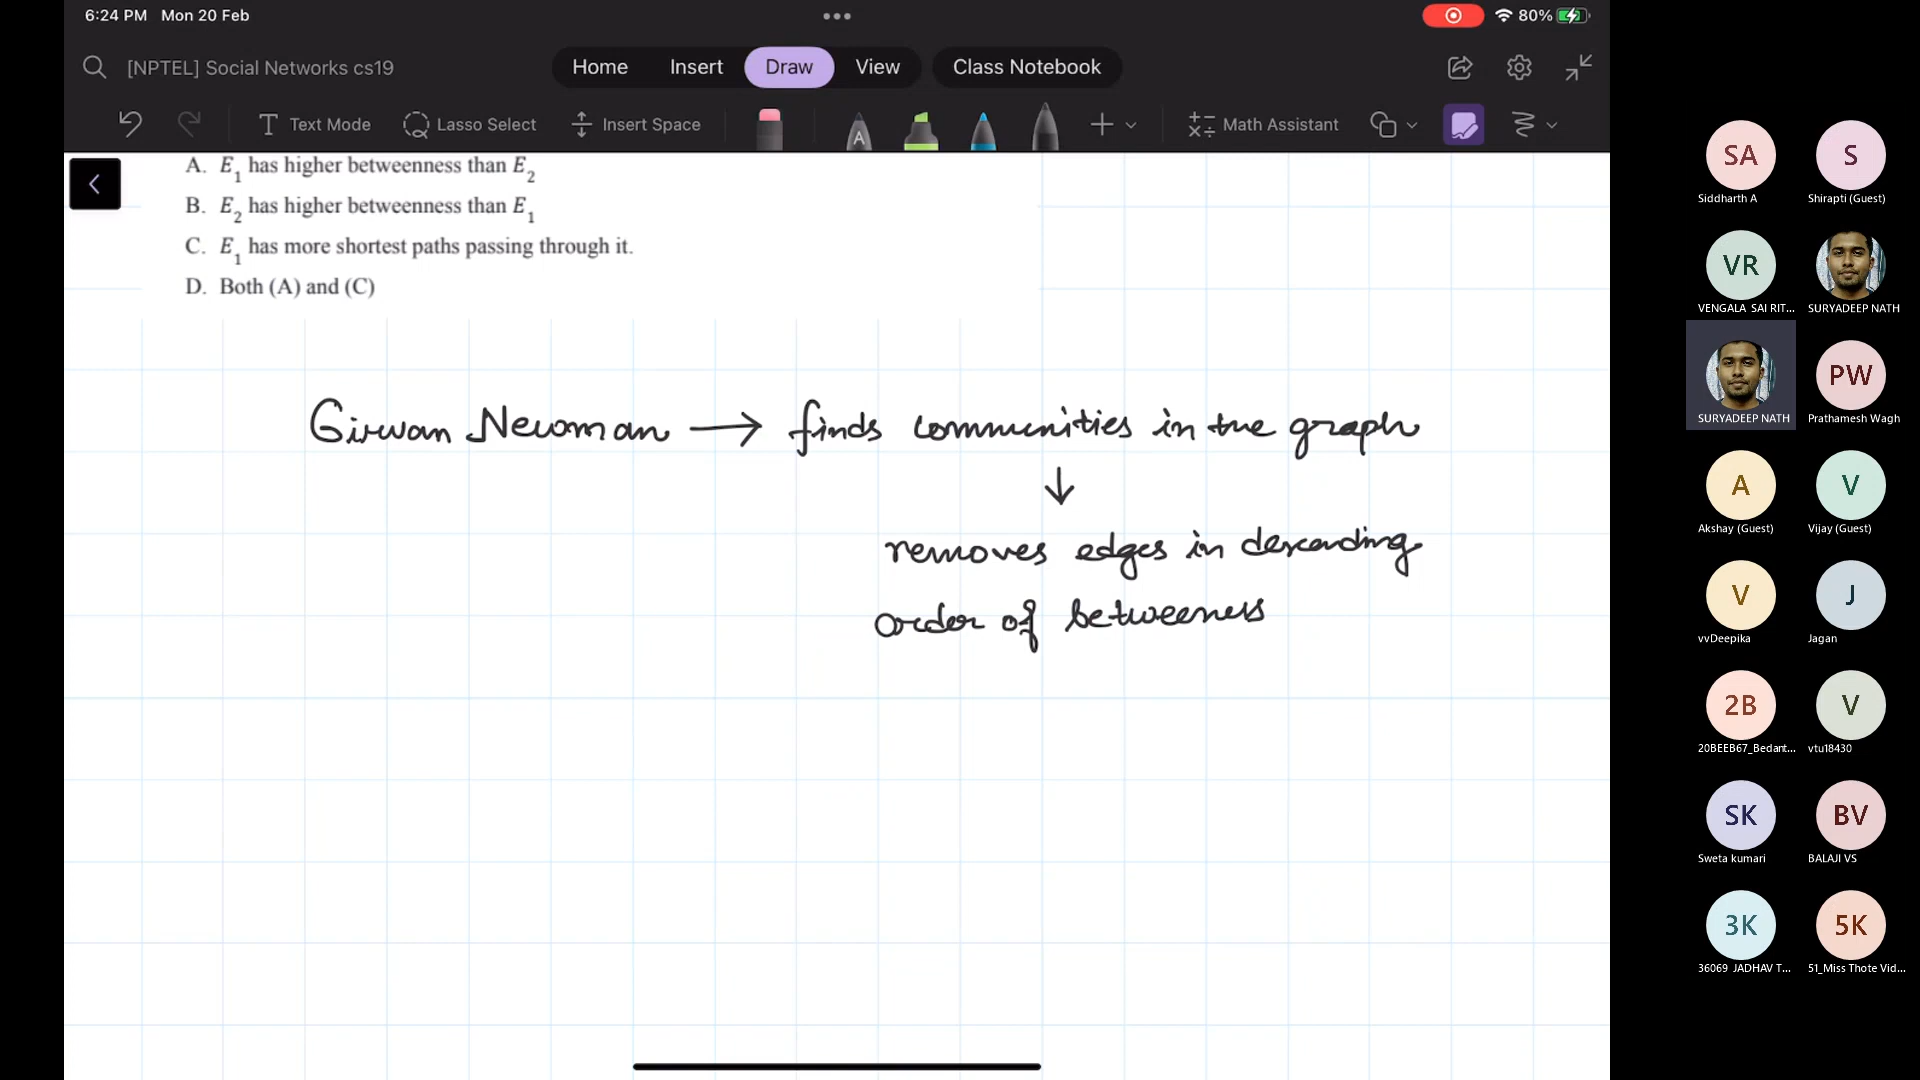 6:24 PM Mon 20 Feb
80%
[NPTEL] Social Networks cs19
Home Insert Draw View Class Notebook
Text Mode Lasso Select Insert Space A Math Assistant
A. E1 has higher betweenness than E2
B. E2 has higher betweenness than E1
C. E1 has more shortest paths passing through it.
D. Both (A) and (C)
Girvan Newman → finds communities in the graph
↓
removes edges in descending
order of betweeness
SA S
Siddharth A Shirapti (Guest)
VR
VENGALA SAI RIT... SURYADEEP NATH
PW
SURYADEEP NATH Prathamesh Wagh
A V
Akshay (Guest) Vijay (Guest)
V J
vvDeepika Jagan
2B V
20BEEB67_Bedant... vtu18430
SK BV
Sweta kumari BALAJI VS
3K 5K
36069 JADHAV T... 51_Miss Thote Vid...